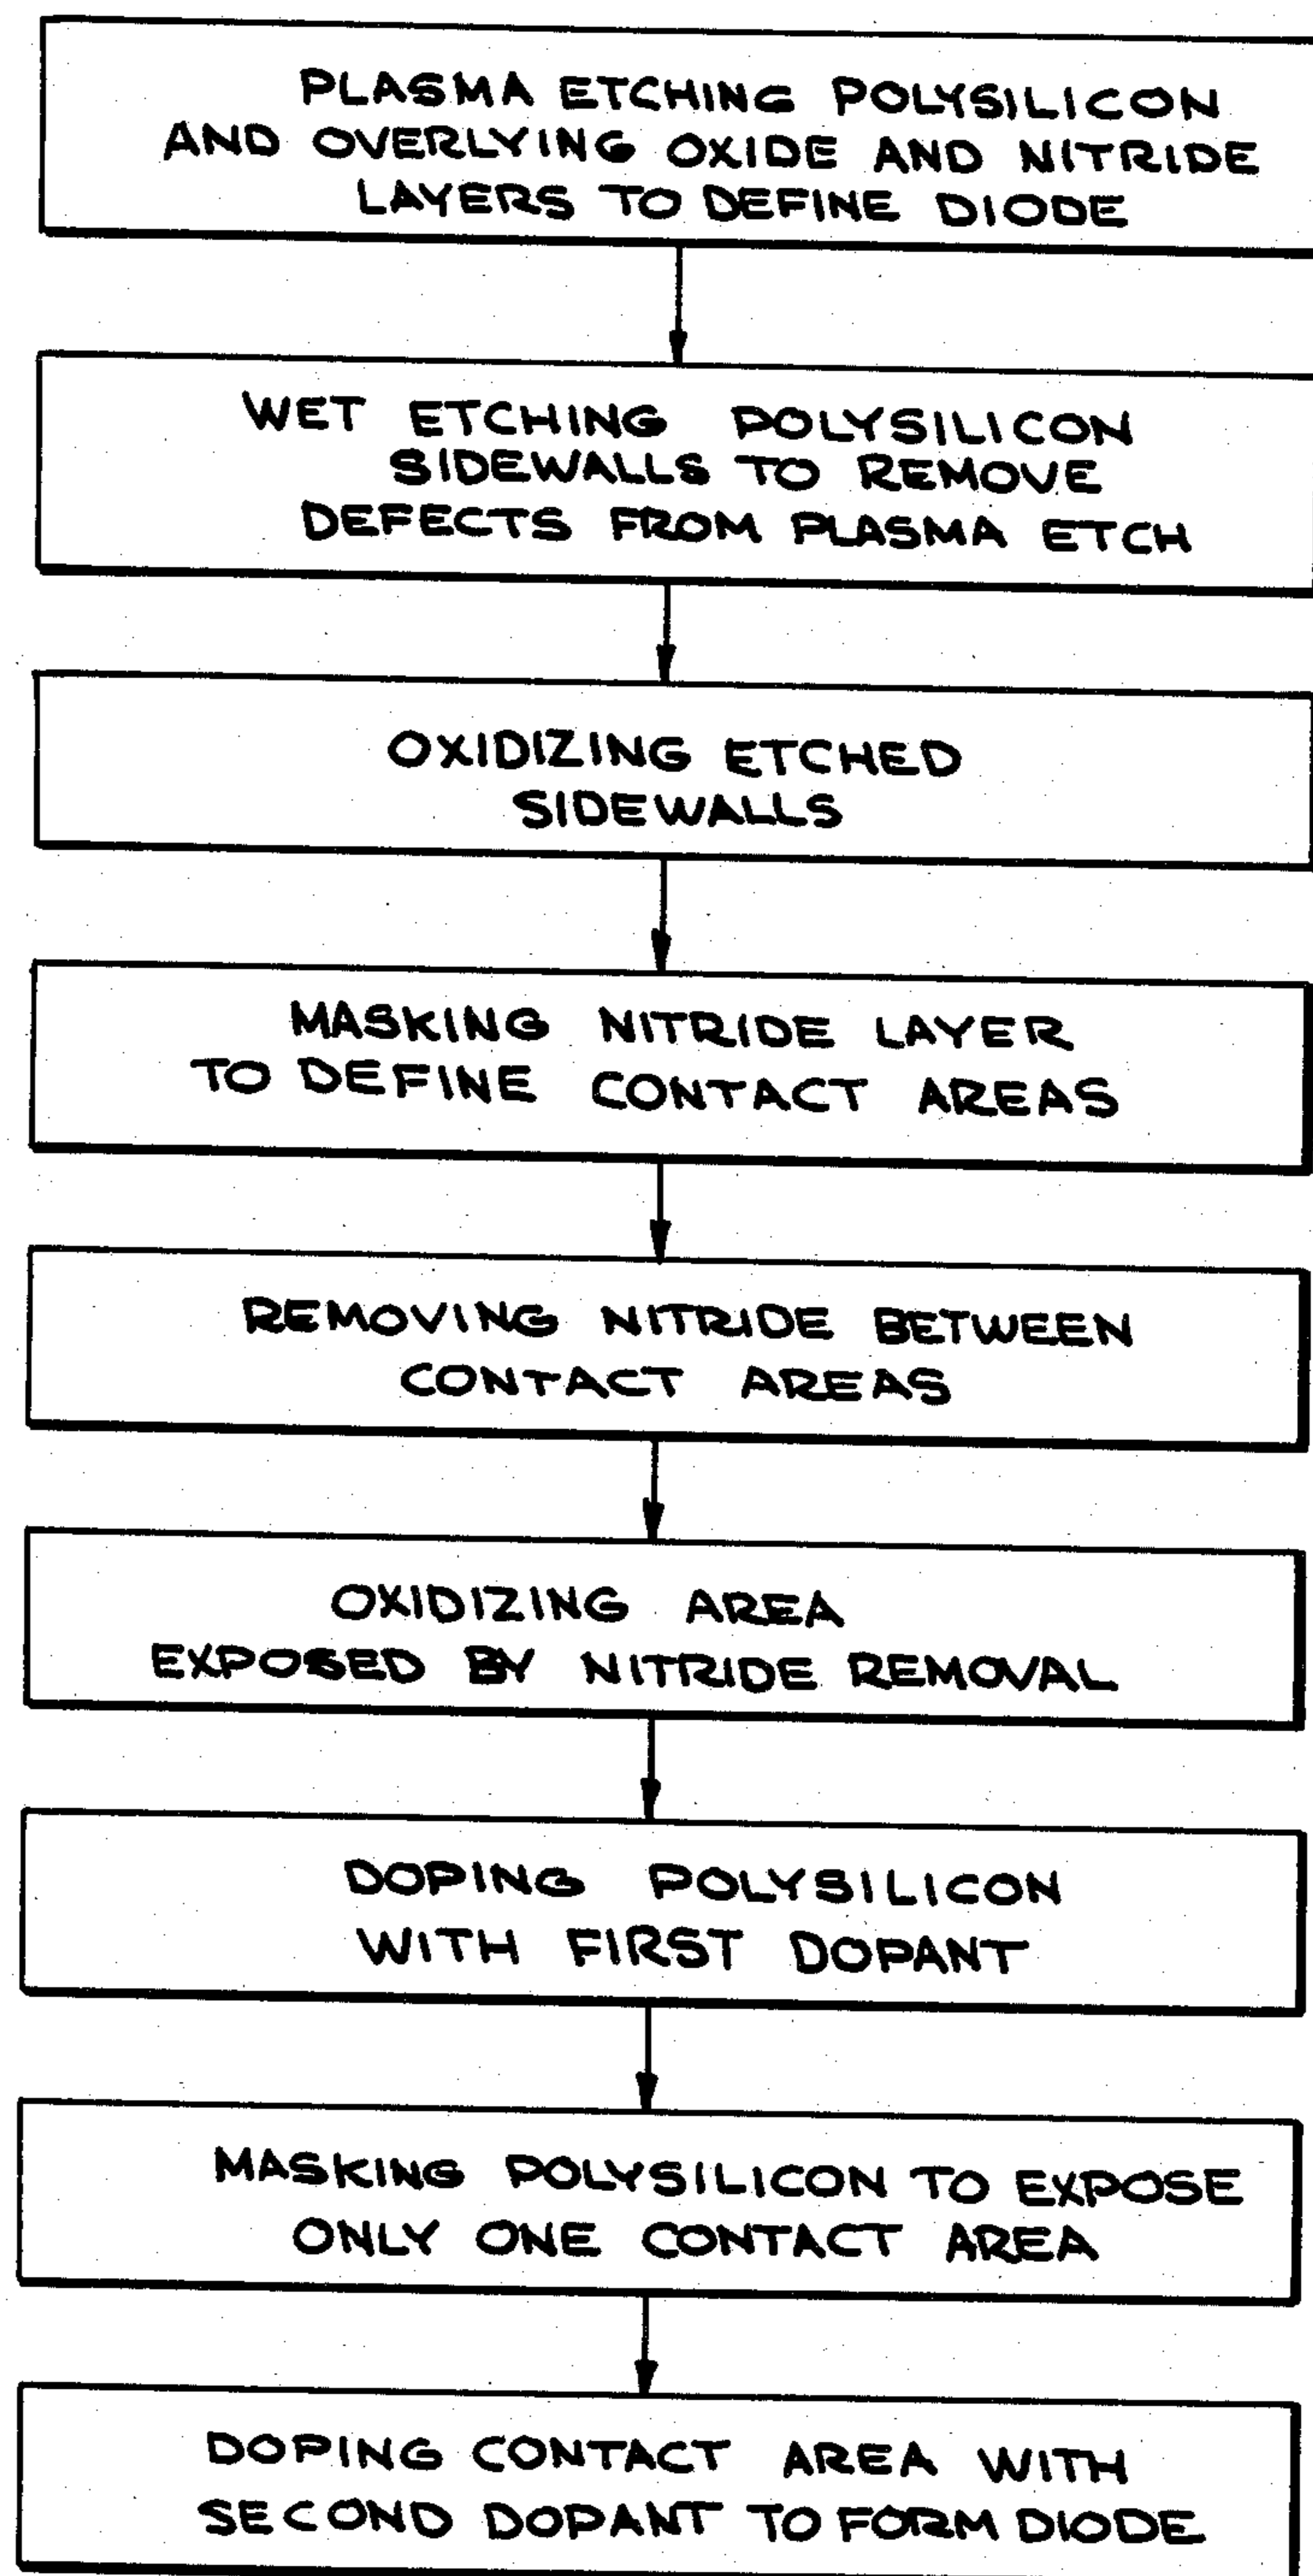 PLASMA ETCHING POLYSILICON
AND OVERLYING OXIDE AND NITRIDE
LAYERS TO DEFINE DIODE
WET ETCHING POLYSILICON
SIDEWALLS TO REMOVE
DEFECTS FROM PLASMA ETCH
OXIDIZING ETCHED
SIDEWALLS
MASKING NITRIDE LAYER
TO DEFINE CONTACT AREAS
REMOVING NITRIDE BETWEEN
CONTACT AREAS
OXIDIZING AREA
EXPOSED BY NITRIDE REMOVAL
DOPING POLYSILICON
WITH FIRST DOPANT
MASKING POLYSILICON TO EXPOSE
ONLY ONE CONTACT AREA
DOPING CONTACT AREA WITH
SECOND DOPANT TO FORM DIODE